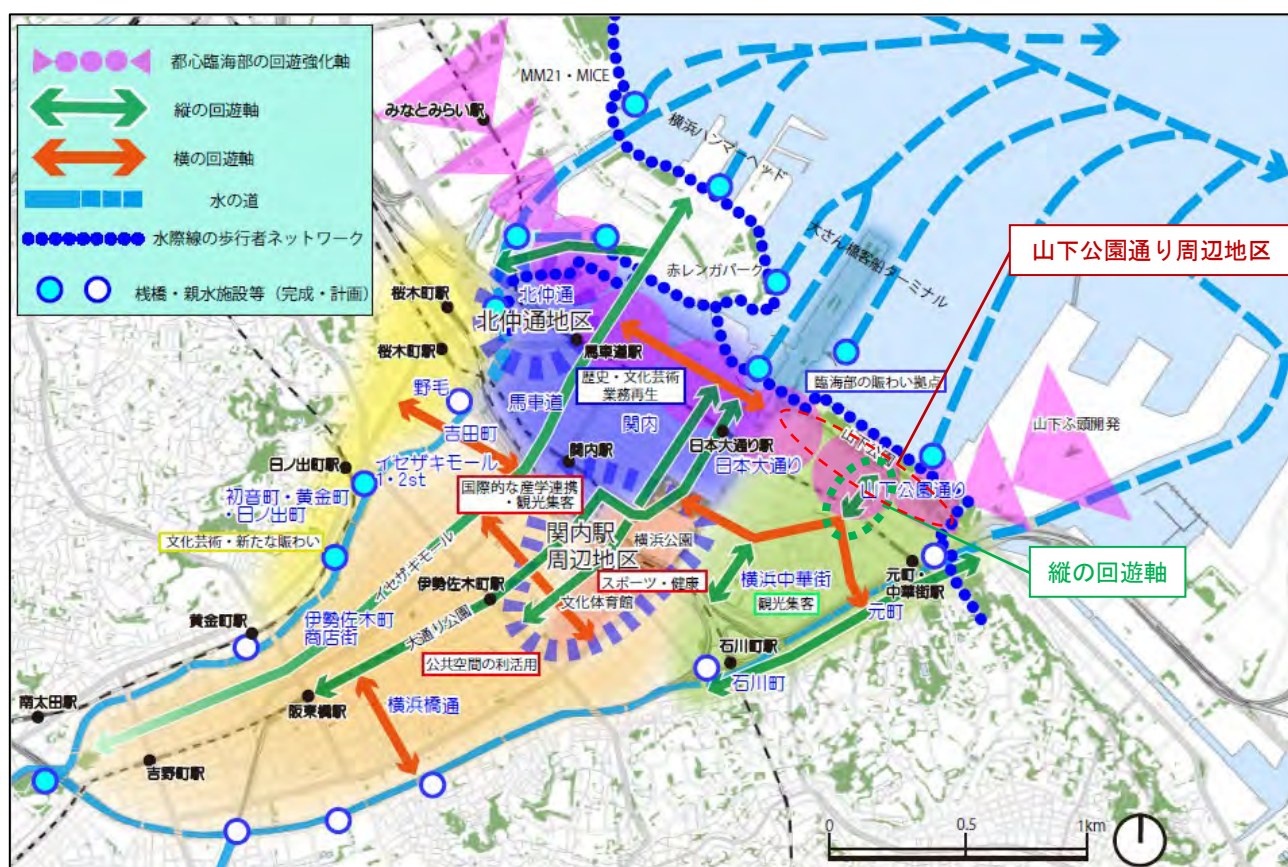 都心臨海部の回遊強化軸
縦の回遊軸
横の回遊軸
水の道
水際線の歩行者ネットワーク
桟橋・親水施設等（完成・計画）
MM21・MICE
みなとみらい駅
横浜ハンマーヘッド
大さん橋客船ターミナル
赤レンガパーク
山下公園通り周辺地区
桜木町駅
北仲通
北仲通地区
桜木町駅
馬車道駅
歴史・文化芸術
業務再生
臨海部の賑わい拠点
山下ふ頭開発
野毛
馬車道
関内
吉田町
関内駅
日本大通り駅
日本大通り
山下公園
山下公園通り
日ノ出町駅
イセザキモール
1・2st
初音町・黄金町
・日ノ出町
国際的な産学連携
・観光集客
文化芸術・新たな賑わい
関内駅
周辺地区
横浜公園
イセザキモール
伊勢佐木町駅
スポーツ・健康
横浜中華街
元町・
中華街駅
縦の回遊軸
文化体育館
観光集客
元町
黄金町駅
伊勢佐木町
商店街
大通り公園
公共空間の利活用
石川町駅
石川町
南太田駅
阪東橋駅
横浜橋通
吉野町駅
0
0.5
1km